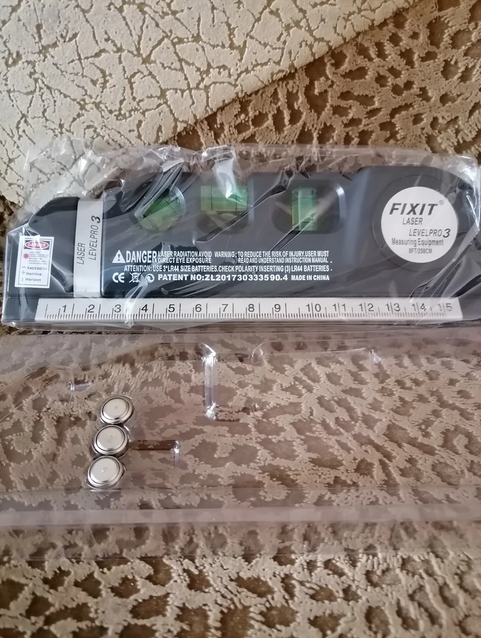 FIXIT®
LASER
LEVELPRO3
Measuring Equipment
8FT/250CM
LASER
LEVELPRO3
DANGER LASER RADIATION.AVOID WARNING: TO REDUCE THE RISK OF INJURY.USER MUST
DIRECT EYE EXPOSURE READ AND UNDERSTAND INSTRUCTION MANUAL.
ATTENTION: USE 3*LR44 SIZE BATTERIES.CHECK POLARITY INSERTING (3) LR44 BATTERIES.
CE PATENT NO:ZL201730333590.4 MADE IN CHINA
1 2 3 4 5 6 7 8 9 10 11 12 13 14 15